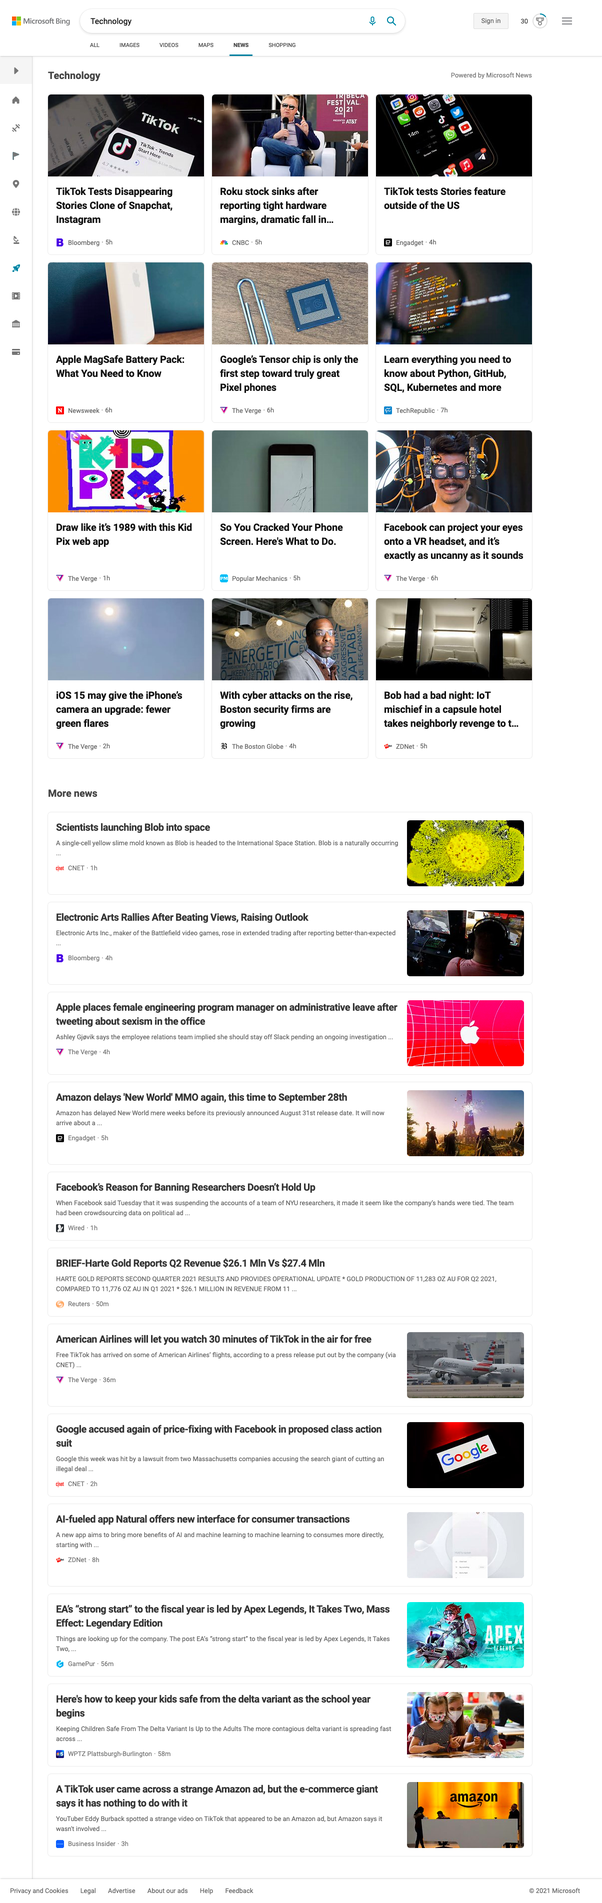 Microsoft Bing
Technology
Sign in
30
ALL IMAGES VIDEOS MAPS NEWS SHOPPING
Technology
Powered by Microsoft News
TikTok
TikTok - Trends
Start Here
TikTok Tests Disappearing
Stories Clone of Snapchat,
Instagram
Bloomberg · 5h
TRIBECA
FESTIVAL
2021
AT&T
Roku stock sinks after
reporting tight hardware
margins, dramatic fall in...
CNBC · 5h
TikTok tests Stories feature
outside of the US
Engadget · 4h
Apple MagSafe Battery Pack:
What You Need to Know
Newsweek · 6h
Google's Tensor chip is only the
first step toward truly great
Pixel phones
The Verge · 6h
Learn everything you need to
know about Python, GitHub,
SQL, Kubernetes and more
TechRepublic · 7h
KID
PIX
Draw like it's 1989 with this Kid
Pix web app
The Verge · 1h
So You Cracked Your Phone
Screen. Here's What to Do.
Popular Mechanics · 5h
Facebook can project your eyes
onto a VR headset, and it's
exactly as uncanny as it sounds
The Verge · 6h
iOS 15 may give the iPhone's
camera an upgrade: fewer
green flares
The Verge · 2h
ENERGETIC
With cyber attacks on the rise,
Boston security firms are
growing
The Boston Globe · 4h
Bob had a bad night: IoT
mischief in a capsule hotel
takes neighborly revenge to t...
ZDNet · 5h
More news
Scientists launching Blob into space
A single-cell yellow slime mold known as Blob is headed to the International Space Station. Blob is a naturally occurring
...
CNET · 1h
Electronic Arts Rallies After Beating Views, Raising Outlook
Electronic Arts Inc., maker of the Battlefield video games, rose in extended trading after reporting better-than-expected
...
Bloomberg · 4h
Apple places female engineering program manager on administrative leave after
tweeting about sexism in the office
Ashley Gjøvik says the employee relations team implied she should stay off Slack pending an ongoing investigation ...
The Verge · 4h
Amazon delays 'New World' MMO again, this time to September 28th
Amazon has delayed New World mere weeks before its previously announced August 31st release date. It will now
arrive about a ...
Engadget · 5h
Facebook's Reason for Banning Researchers Doesn't Hold Up
When Facebook said Tuesday that it was suspending the accounts of a team of NYU researchers, it made it seem like the company's hands were tied. The team
had been crowdsourcing data on political ad ...
Wired · 1h
BRIEF-Harte Gold Reports Q2 Revenue $26.1 Mln Vs $27.4 Mln
HARTE GOLD REPORTS SECOND QUARTER 2021 RESULTS AND PROVIDES OPERATIONAL UPDATE * GOLD PRODUCTION OF 11,283 OZ AU FOR Q2 2021,
COMPARED TO 11,776 OZ AU IN Q1 2021 * $26.1 MILLION IN REVENUE FROM 11 ...
Reuters · 50m
American Airlines will let you watch 30 minutes of TikTok in the air for free
Free TikTok has arrived on some of American Airlines' flights, according to a press release put out by the company (via
CNET) ...
The Verge · 36m
Google accused again of price-fixing with Facebook in proposed class action
suit
Google this week was hit by a lawsuit from two Massachusetts companies accusing the search giant of cutting an
illegal deal ...
CNET · 2h
Google
AI-fueled app Natural offers new interface for consumer transactions
A new app aims to bring more benefits of AI and machine learning to machine learning to consumes more directly,
starting with ...
ZDNet · 8h
EA's "strong start" to the fiscal year is led by Apex Legends, It Takes Two, Mass
Effect: Legendary Edition
Things are looking up for the company. The post EA's "strong start" to the fiscal year is led by Apex Legends, It Takes
Two, ...
GamePur · 56m
APEX
Here's how to keep your kids safe from the delta variant as the school year
begins
Keeping Children Safe From The Delta Variant Is Up to the Adults The more contagious delta variant is spreading fast
across ...
WPTZ Plattsburgh-Burlington · 58m
A TikTok user came across a strange Amazon ad, but the e-commerce giant
says it has nothing to do with it
YouTuber Eddy Burback spotted a strange video on TikTok that appeared to be an Amazon ad, but Amazon says it
wasn't involved ...
Business Insider · 3h
amazon
Privacy and Cookies Legal Advertise About our ads Help Feedback
© 2021 Microsoft